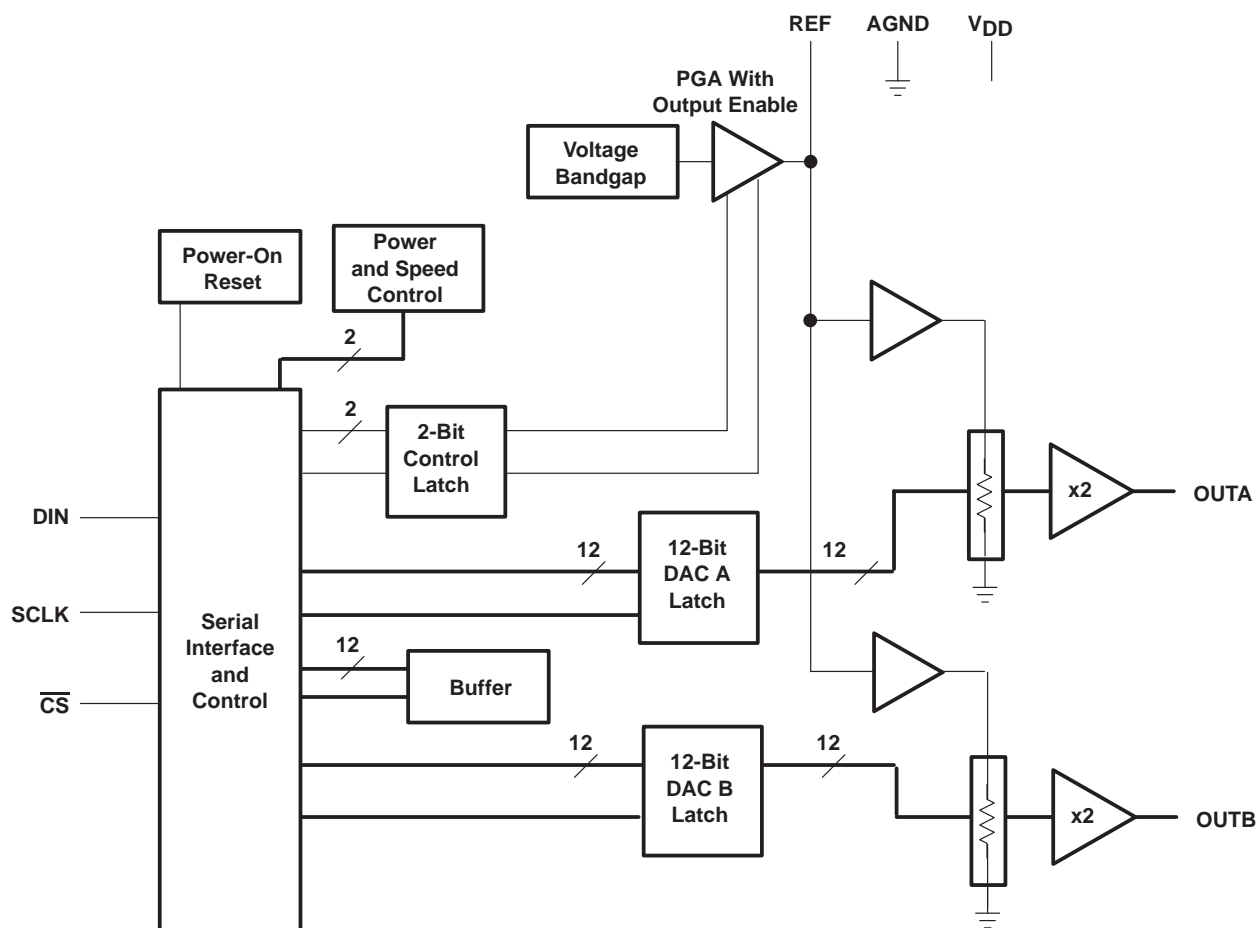 REF AGND VDD
PGA With
Output Enable
Voltage
Bandgap
Power-On
Reset
Power
and Speed
Control
2
2
2-Bit
Control
Latch
x2
OUTA
DIN
12
12-Bit
DAC A
Latch
12
SCLK
Serial
Interface
and
Control
12
Buffer
CS
12
12-Bit
DAC B
Latch
12
x2
OUTB